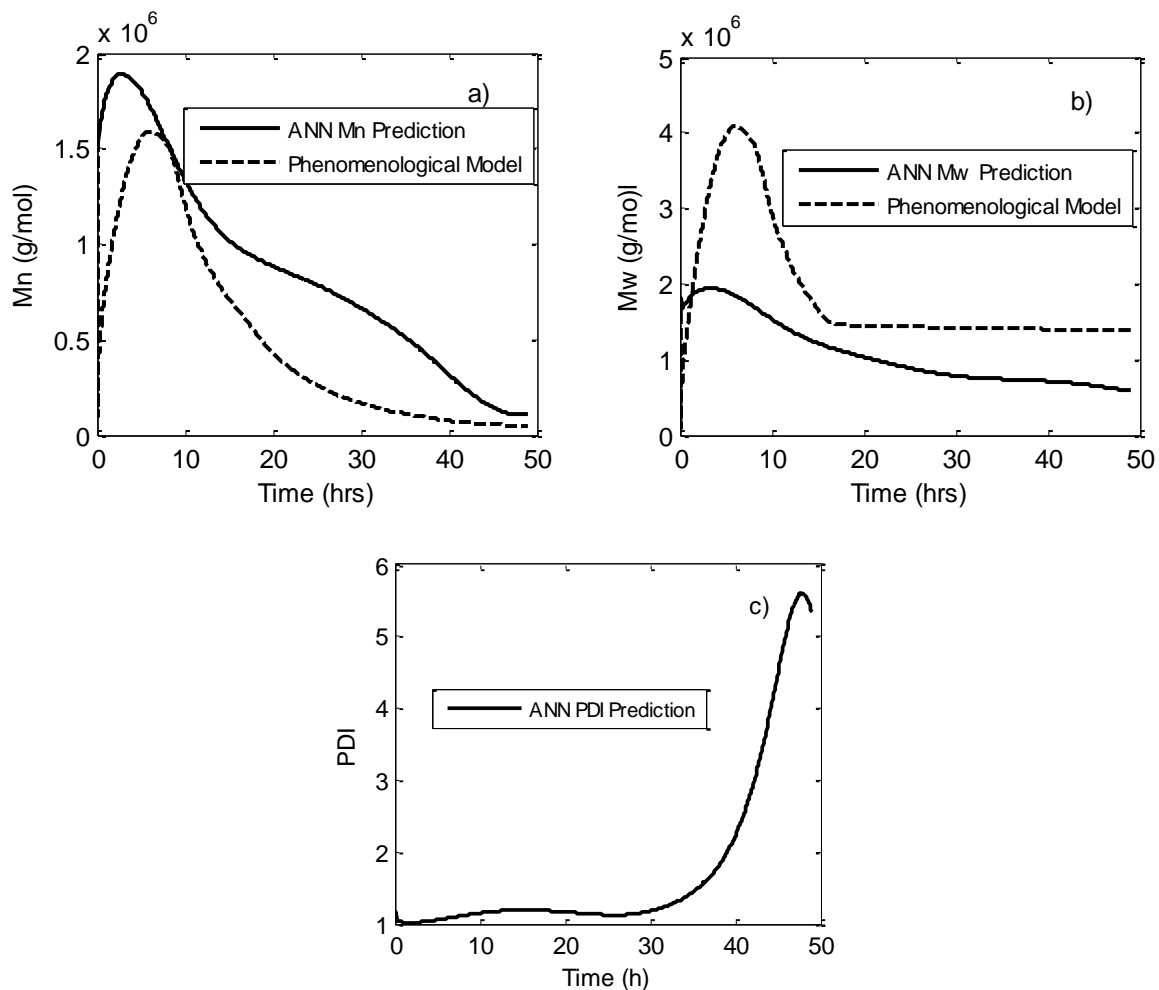 x 10^6
2
1.5
1
0.5
0
Mn (g/mol)
a)
ANN Mn Prediction
Phenomenological Model
0 10 20 30 40 50
Time (hrs)
x 10^6
5
4
3
2
1
0
Mw (g/mo)l
b)
ANN Mw Prediction
Phenomenological Model
0 10 20 30 40 50
Time (hrs)
6
5
4
3
2
1
PDI
c)
ANN PDI Prediction
0 10 20 30 40 50
Time (h)